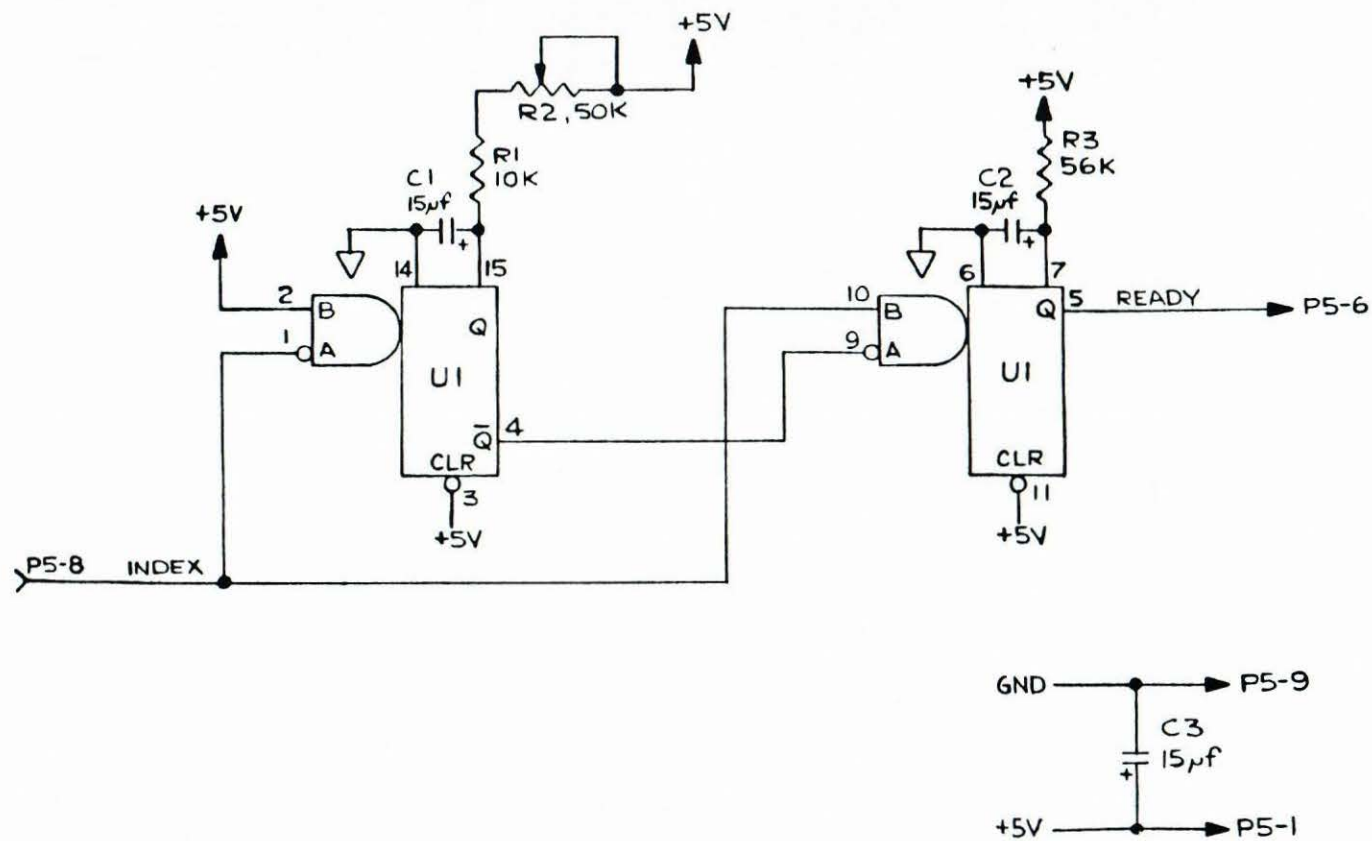 +5V
R2, 50K
+5V
R1
10K
C1
15μf
R3
56K
C2
15μf
+
+
+5V
14
15
6
7
2
B
1
A
Q
U1
Q̅
4
CLR
3
+5V
10
B
9
A
Q
5
READY
P5-6
U1
CLR
11
+5V
P5-8
INDEX
GND
P5-9
C3
15μf
+
+5V
P5-1